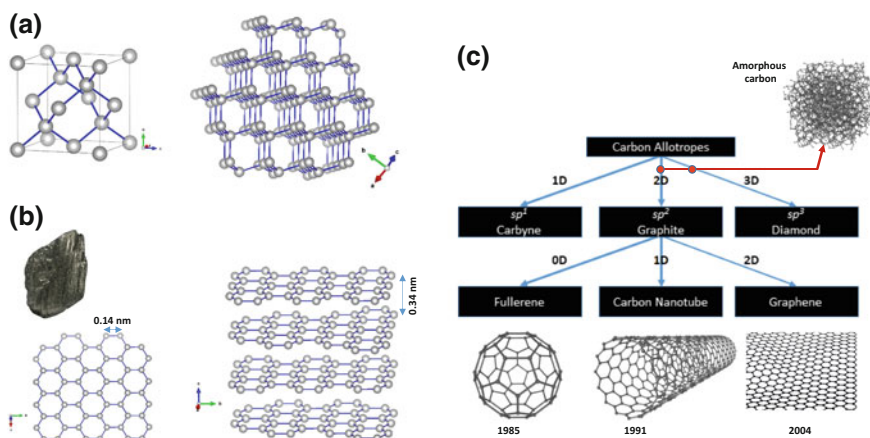 (a)
b
c
a
(b)
0.14 nm
0.34 nm
(c)
Amorphous
carbon
Carbon Allotropes
1D
2D
3D
sp1
Carbyne
sp2
Graphite
sp3
Diamond
0D
1D
2D
Fullerene
Carbon Nanotube
Graphene
1985
1991
2004